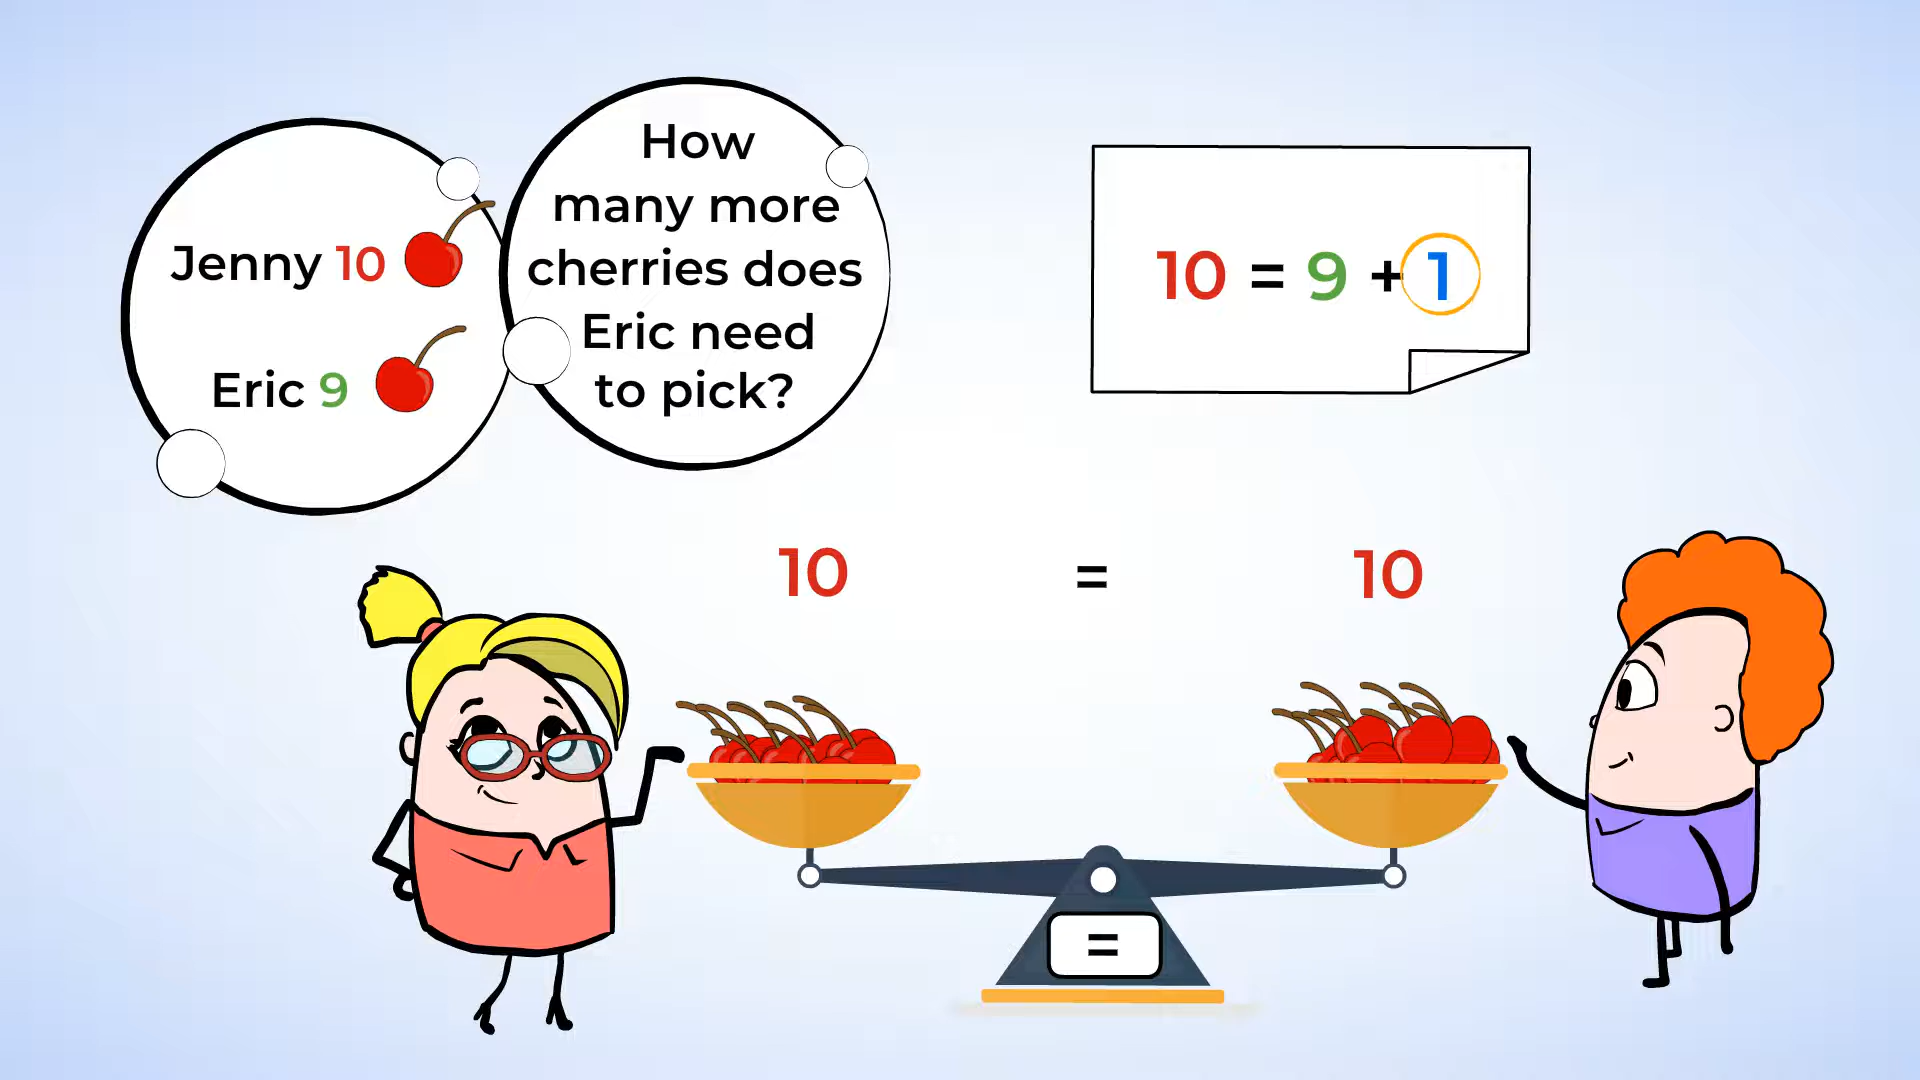 Jenny 10
Eric 9
How
many more
cherries does
Eric need
to pick?
10 = 9 + 1
10 = 10
=